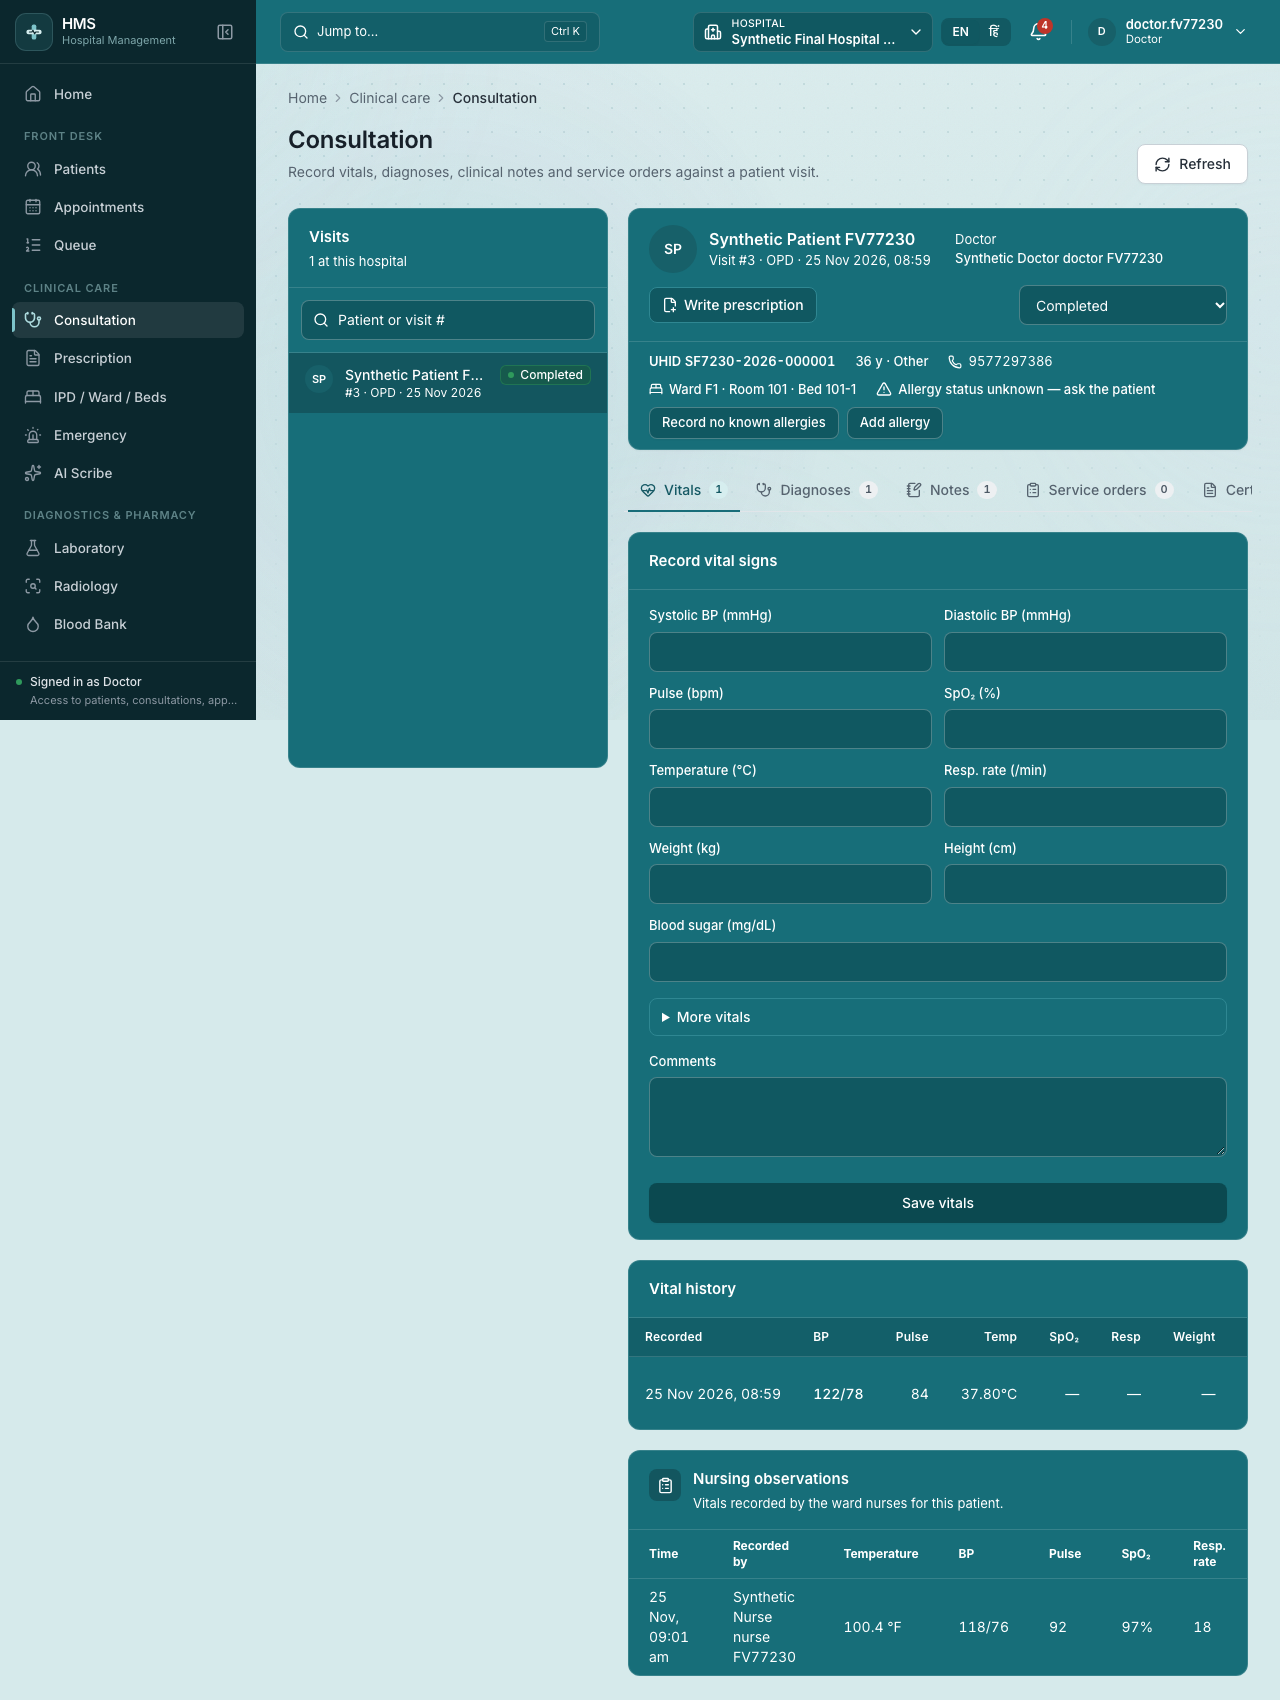 HMS
Hospital Management
Jump to...
Ctrl K
HOSPITAL
Synthetic Final Hospital ...
EN
हिं
4
D
doctor.fv77230
Doctor
Home
FRONT DESK
Patients
Appointments
Queue
CLINICAL CARE
Consultation
Prescription
IPD / Ward / Beds
Emergency
AI Scribe
DIAGNOSTICS & PHARMACY
Laboratory
Radiology
Blood Bank
Signed in as Doctor
Access to patients, consultations, app...
Home > Clinical care > Consultation
Consultation
Record vitals, diagnoses, clinical notes and service orders against a patient visit.
Refresh
Visits
1 at this hospital
Patient or visit #
SP
Synthetic Patient F...
Completed
#3 · OPD · 25 Nov 2026
SP
Synthetic Patient FV77230
Visit #3 · OPD · 25 Nov 2026, 08:59
Doctor
Synthetic Doctor doctor FV77230
Write prescription
Completed
UHID SF7230-2026-000001
36 y · Other
9577297386
Ward F1 · Room 101 · Bed 101-1
Allergy status unknown — ask the patient
Record no known allergies
Add allergy
Vitals 1
Diagnoses 1
Notes 1
Service orders 0
Cert
Record vital signs
Systolic BP (mmHg)
Diastolic BP (mmHg)
Pulse (bpm)
SpO₂ (%)
Temperature (°C)
Resp. rate (/min)
Weight (kg)
Height (cm)
Blood sugar (mg/dL)
More vitals
Comments
Save vitals
Vital history
Recorded BP Pulse Temp SpO₂ Resp Weight
25 Nov 2026, 08:59 122/78 84 37.80°C — — —
Nursing observations
Vitals recorded by the ward nurses for this patient.
Time Recorded by Temperature BP Pulse SpO₂ Resp. rate
25 Nov, 09:01 am Synthetic Nurse nurse FV77230 100.4 °F 118/76 92 97% 18